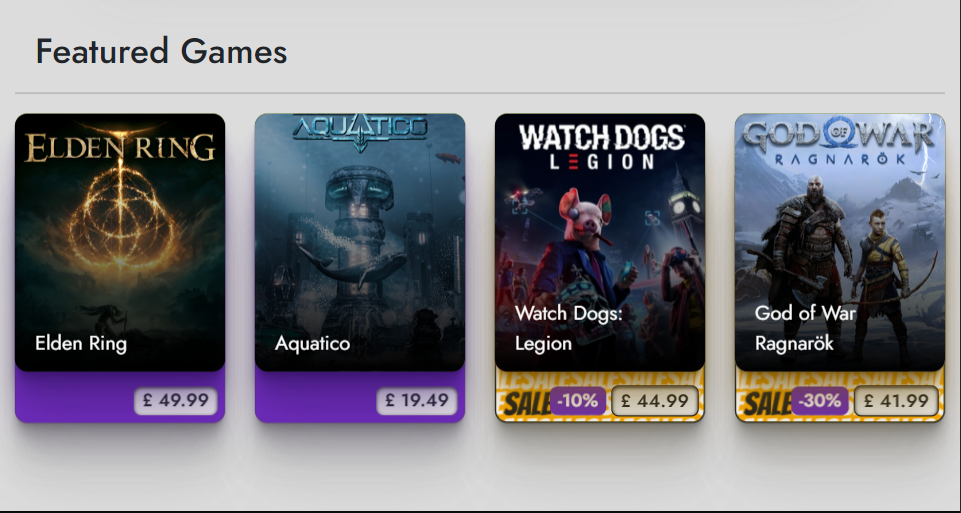 Featured Games
ELDEN RING
Elden Ring
£ 49.99
AQUATICO
Aquatico
£ 19.49
WATCH DOGS
LEGION
Watch Dogs:
Legion
SALE -10% £ 44.99
GOD OF WAR
RAGNARÖK
God of War
Ragnarök
SALE -30% £ 41.99